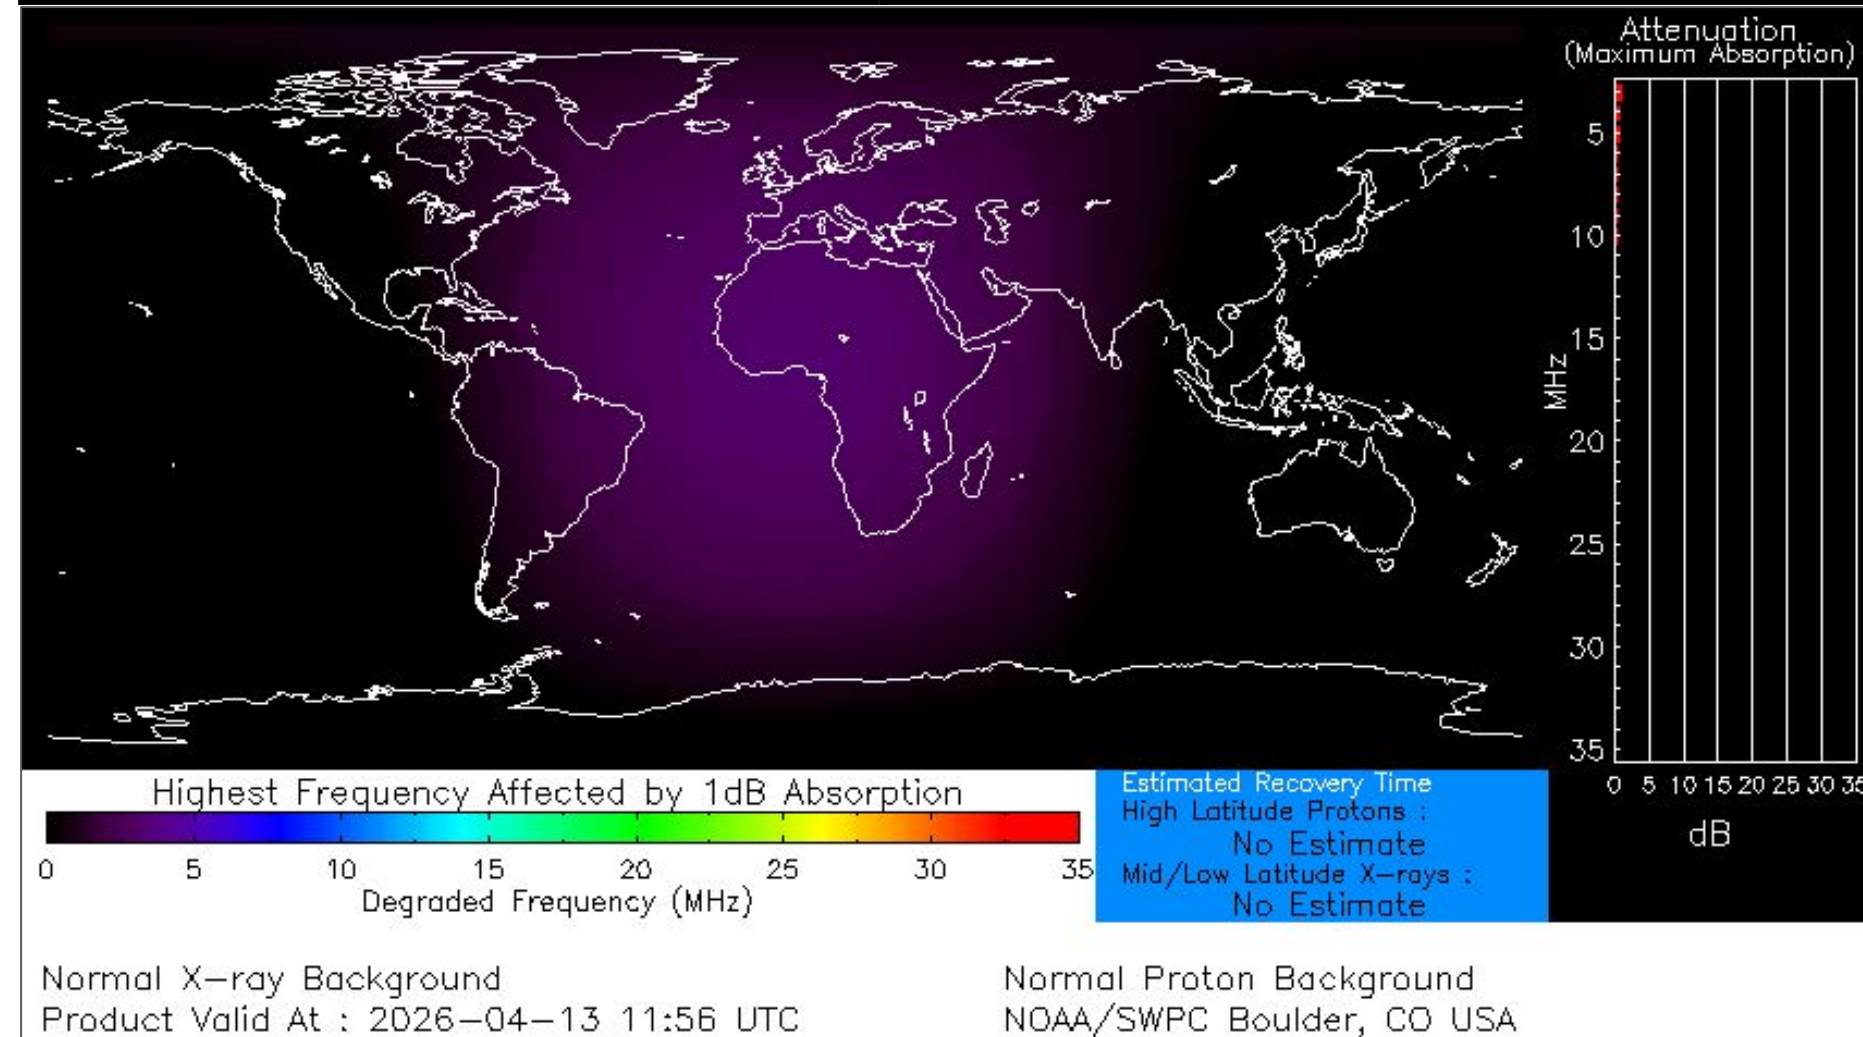 Attenuation
(Maximum Absorption)
5
10
15
20
25
30
35
MHz
0 5 10 15 20 25 30 35
dB
Highest Frequency Affected by 1dB Absorption
0 5 10 15 20 25 30 35
Degraded Frequency (MHz)
Estimated Recovery Time
High Latitude Protons :
No Estimate
Mid/Low Latitude X-rays :
No Estimate
Normal X-ray Background
Normal Proton Background
Product Valid At : 2026-04-13 11:56 UTC
NOAA/SWPC Boulder, CO USA